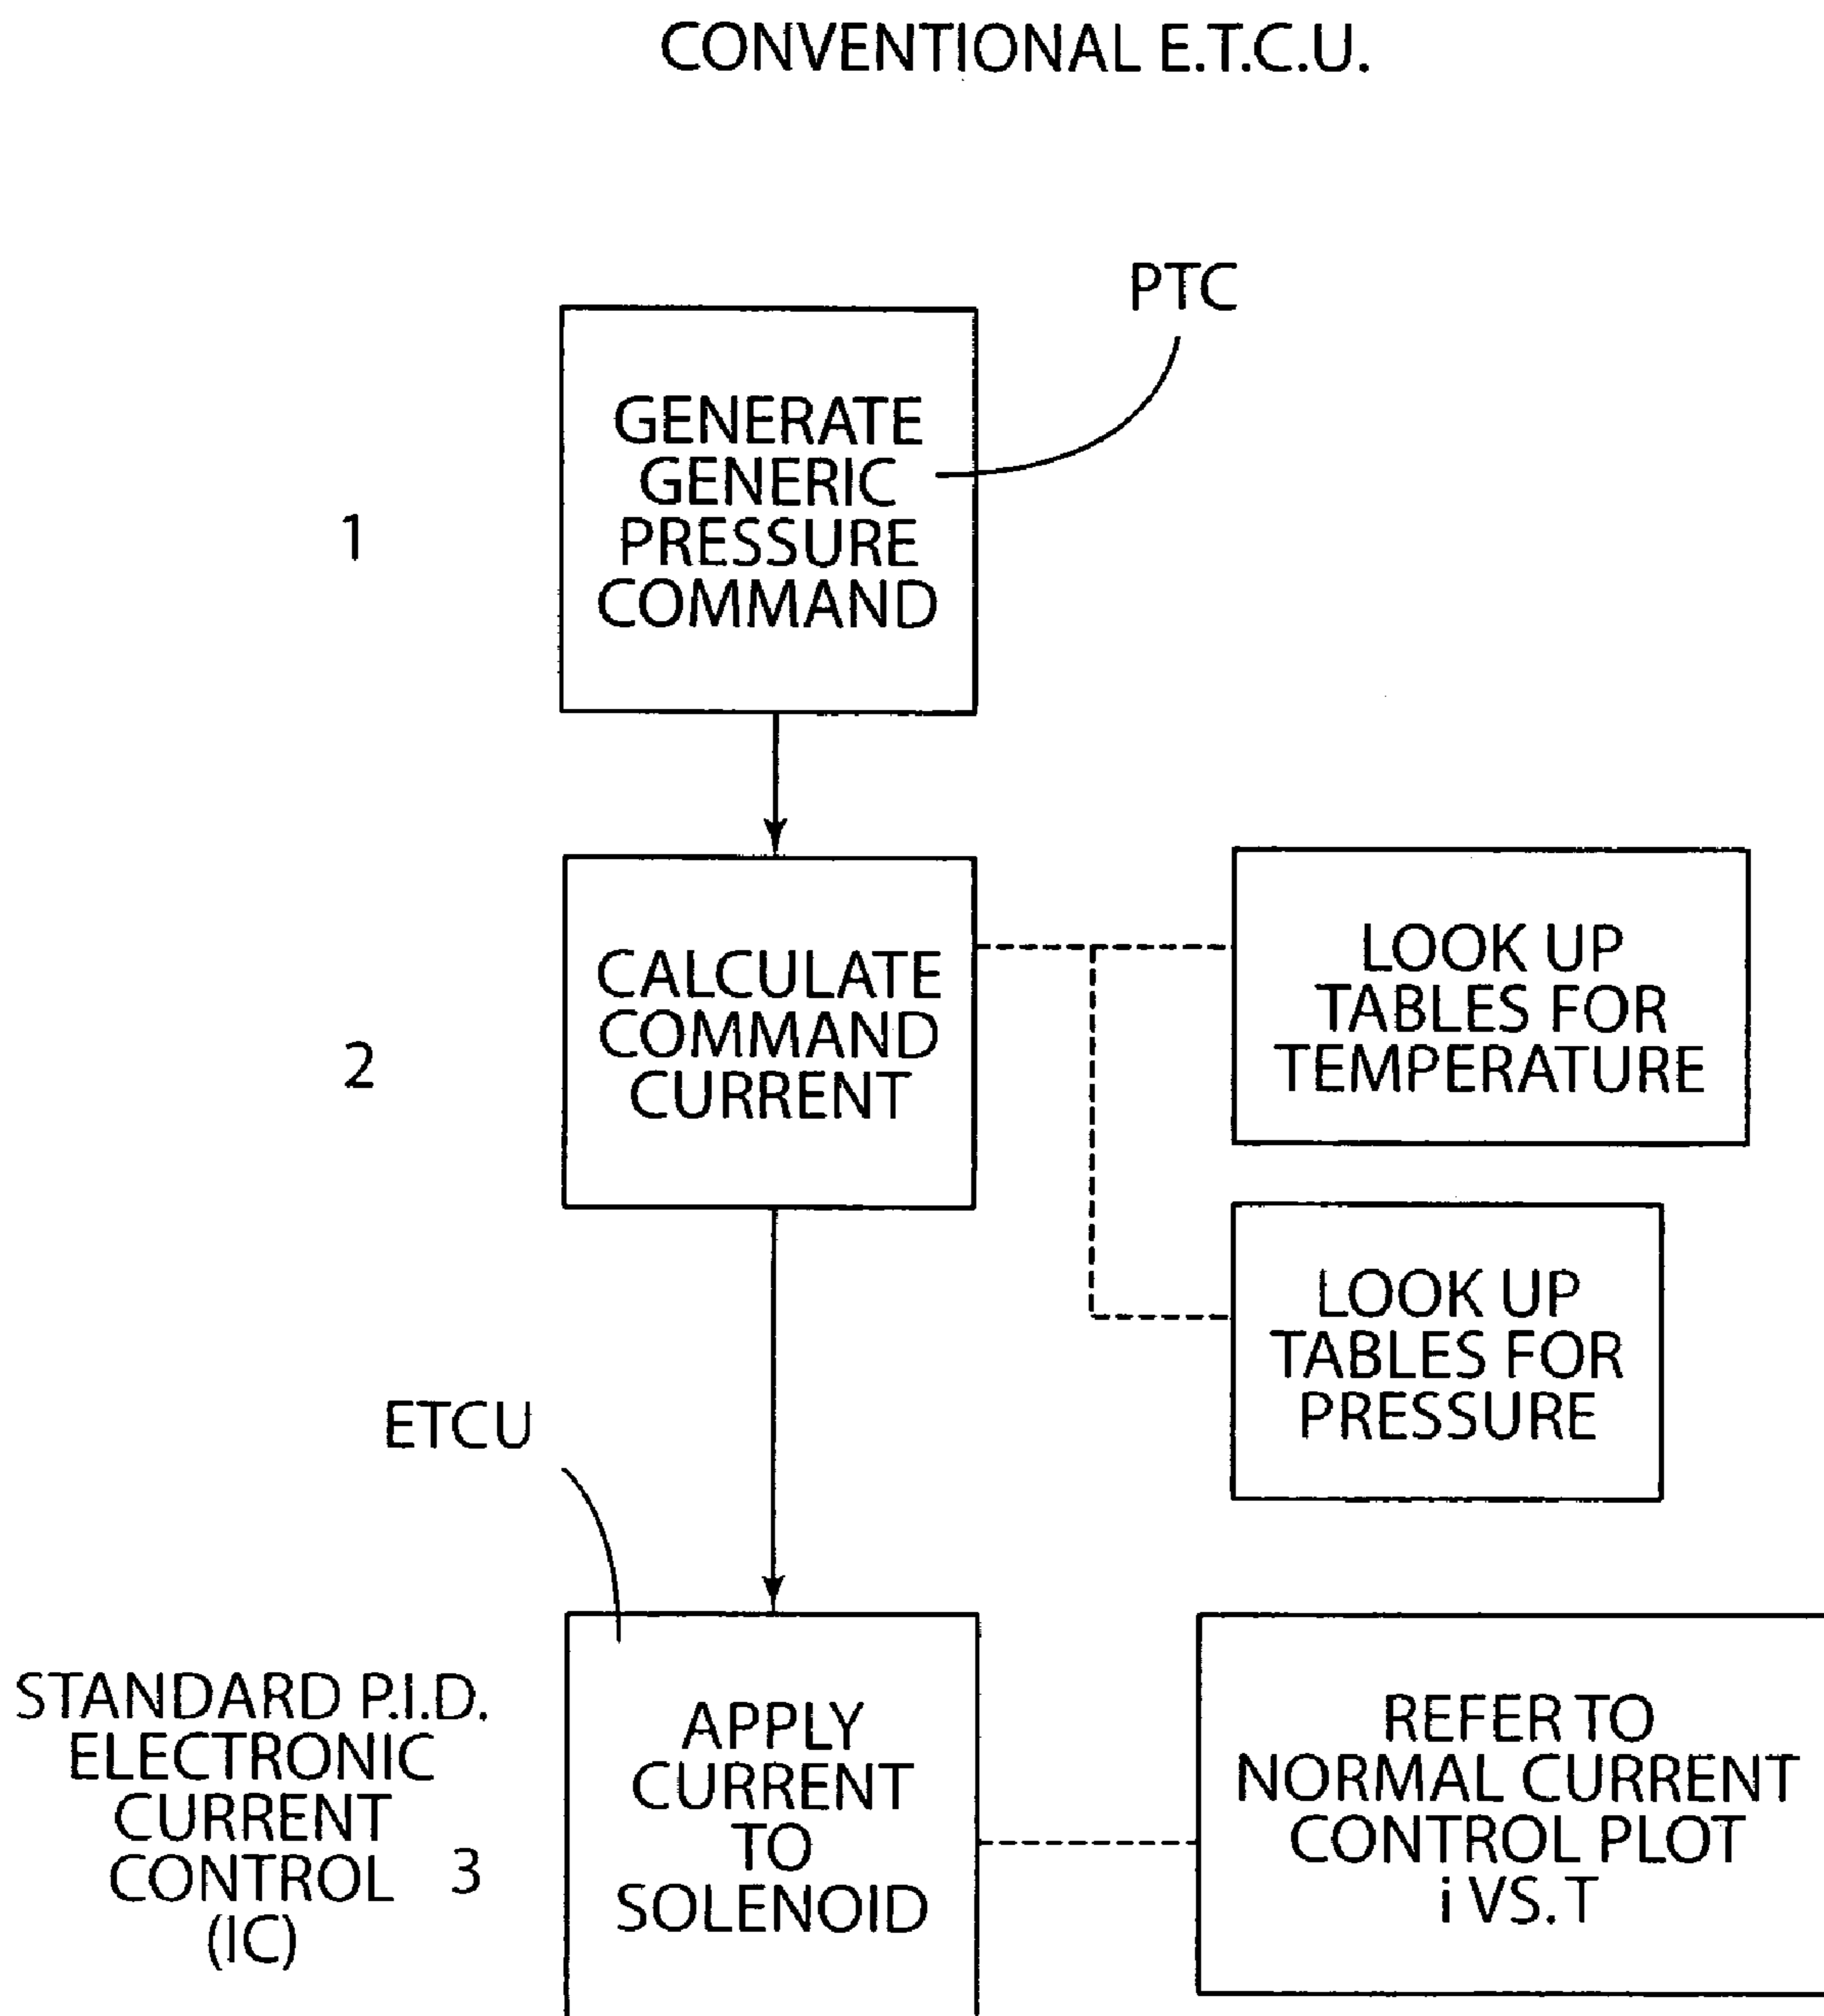 CONVENTIONAL E.T.C.U.
PTC
GENERATE
GENERIC
PRESSURE
COMMAND
1
CALCULATE
COMMAND
CURRENT
2
LOOK UP
TABLES FOR
TEMPERATURE
LOOK UP
TABLES FOR
PRESSURE
ETCU
STANDARD P.I.D.
ELECTRONIC
CURRENT
CONTROL
(IC)
3
APPLY
CURRENT
TO
SOLENOID
REFER TO
NORMAL CURRENT
CONTROL PLOT
i VS. T